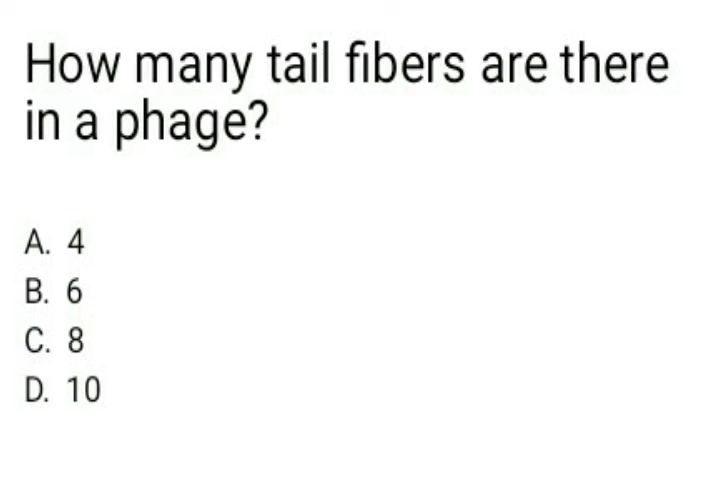 How many tail fibers are there
in a phage?
A. 4
B. 6
C. 8
D. 10